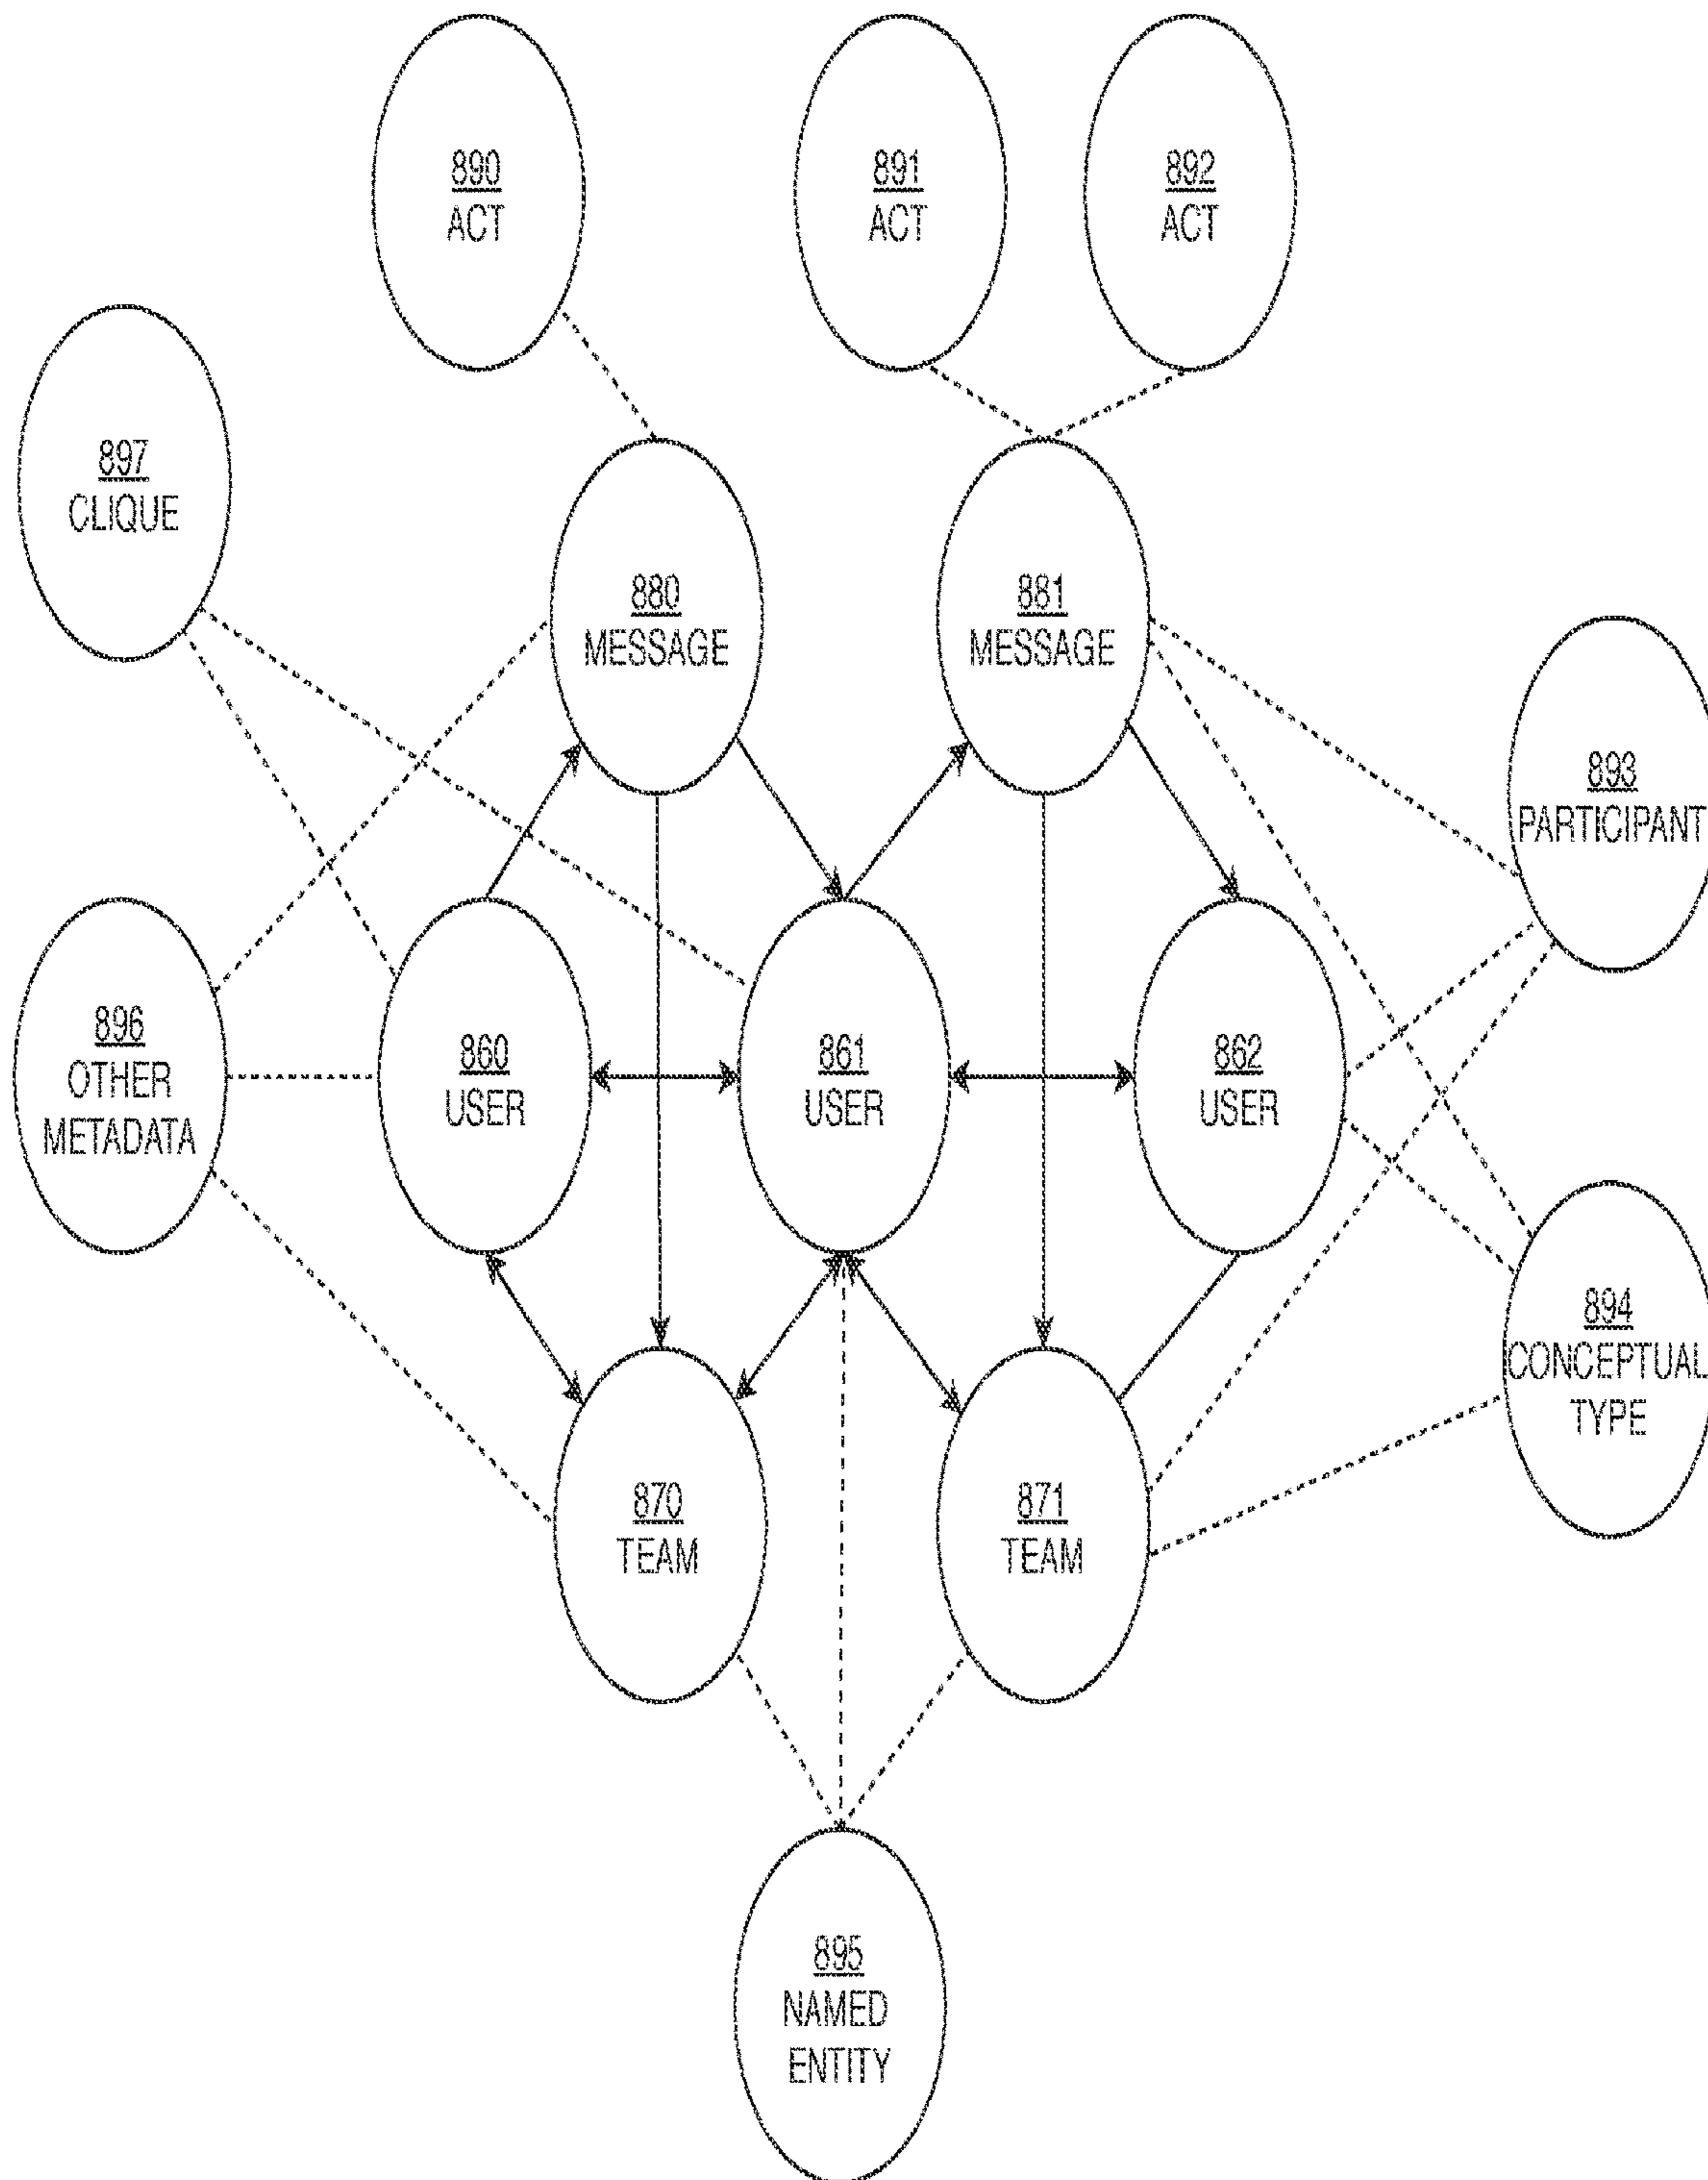 890
ACT
891
ACT
892
ACT
897
CLIQUE
880
MESSAGE
881
MESSAGE
893
PARTICIPANT
896
OTHER
METADATA
860
USER
861
USER
862
USER
894
CONCEPTUAL
TYPE
870
TEAM
871
TEAM
895
NAMED
ENTITY